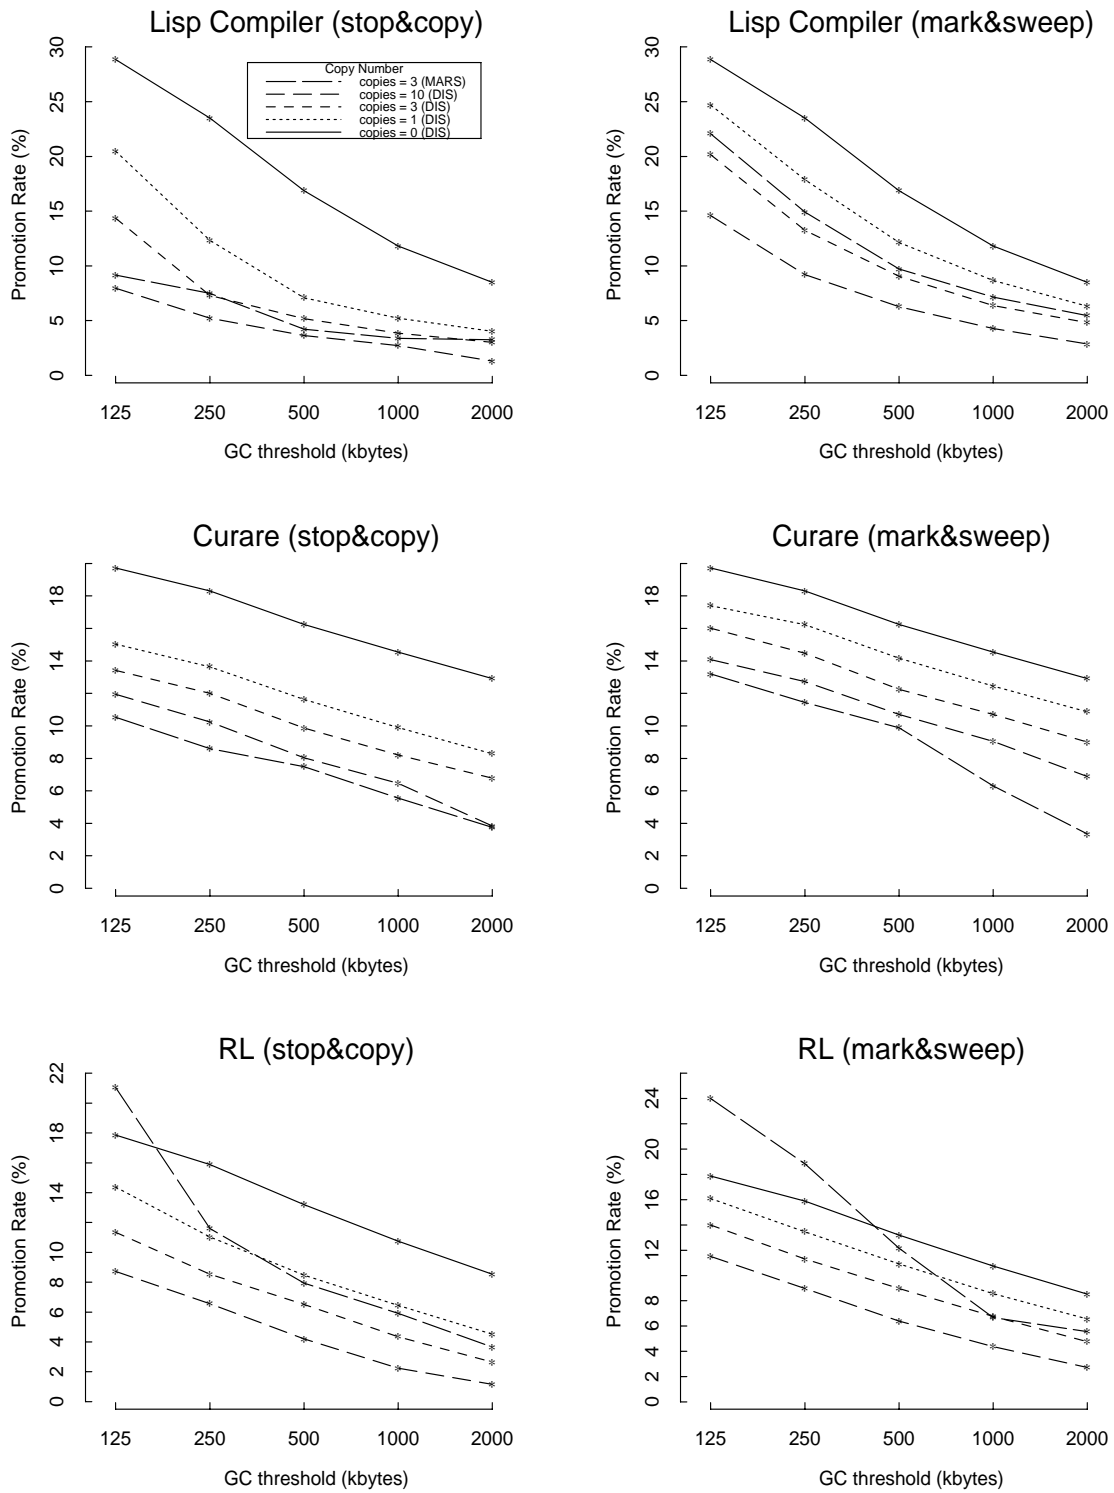 Lisp Compiler (stop&copy)
Promotion Rate (%)
30
25
20
15
10
5
0
Copy Number
copies = 3 (MARS)
copies = 10 (DIS)
copies = 3 (DIS)
copies = 1 (DIS)
copies = 0 (DIS)
125 250 500 1000 2000
GC threshold (kbytes)
Lisp Compiler (mark&sweep)
Promotion Rate (%)
30
25
20
15
10
5
0
125 250 500 1000 2000
GC threshold (kbytes)
Curare (stop&copy)
Promotion Rate (%)
18
14
10
8
6
4
2
0
125 250 500 1000 2000
GC threshold (kbytes)
Curare (mark&sweep)
Promotion Rate (%)
18
14
10
8
6
4
2
0
125 250 500 1000 2000
GC threshold (kbytes)
RL (stop&copy)
Promotion Rate (%)
22
18
14
10
8
6
4
2
0
125 250 500 1000 2000
GC threshold (kbytes)
RL (mark&sweep)
Promotion Rate (%)
24
20
16
12
8
6
4
2
0
125 250 500 1000 2000
GC threshold (kbytes)